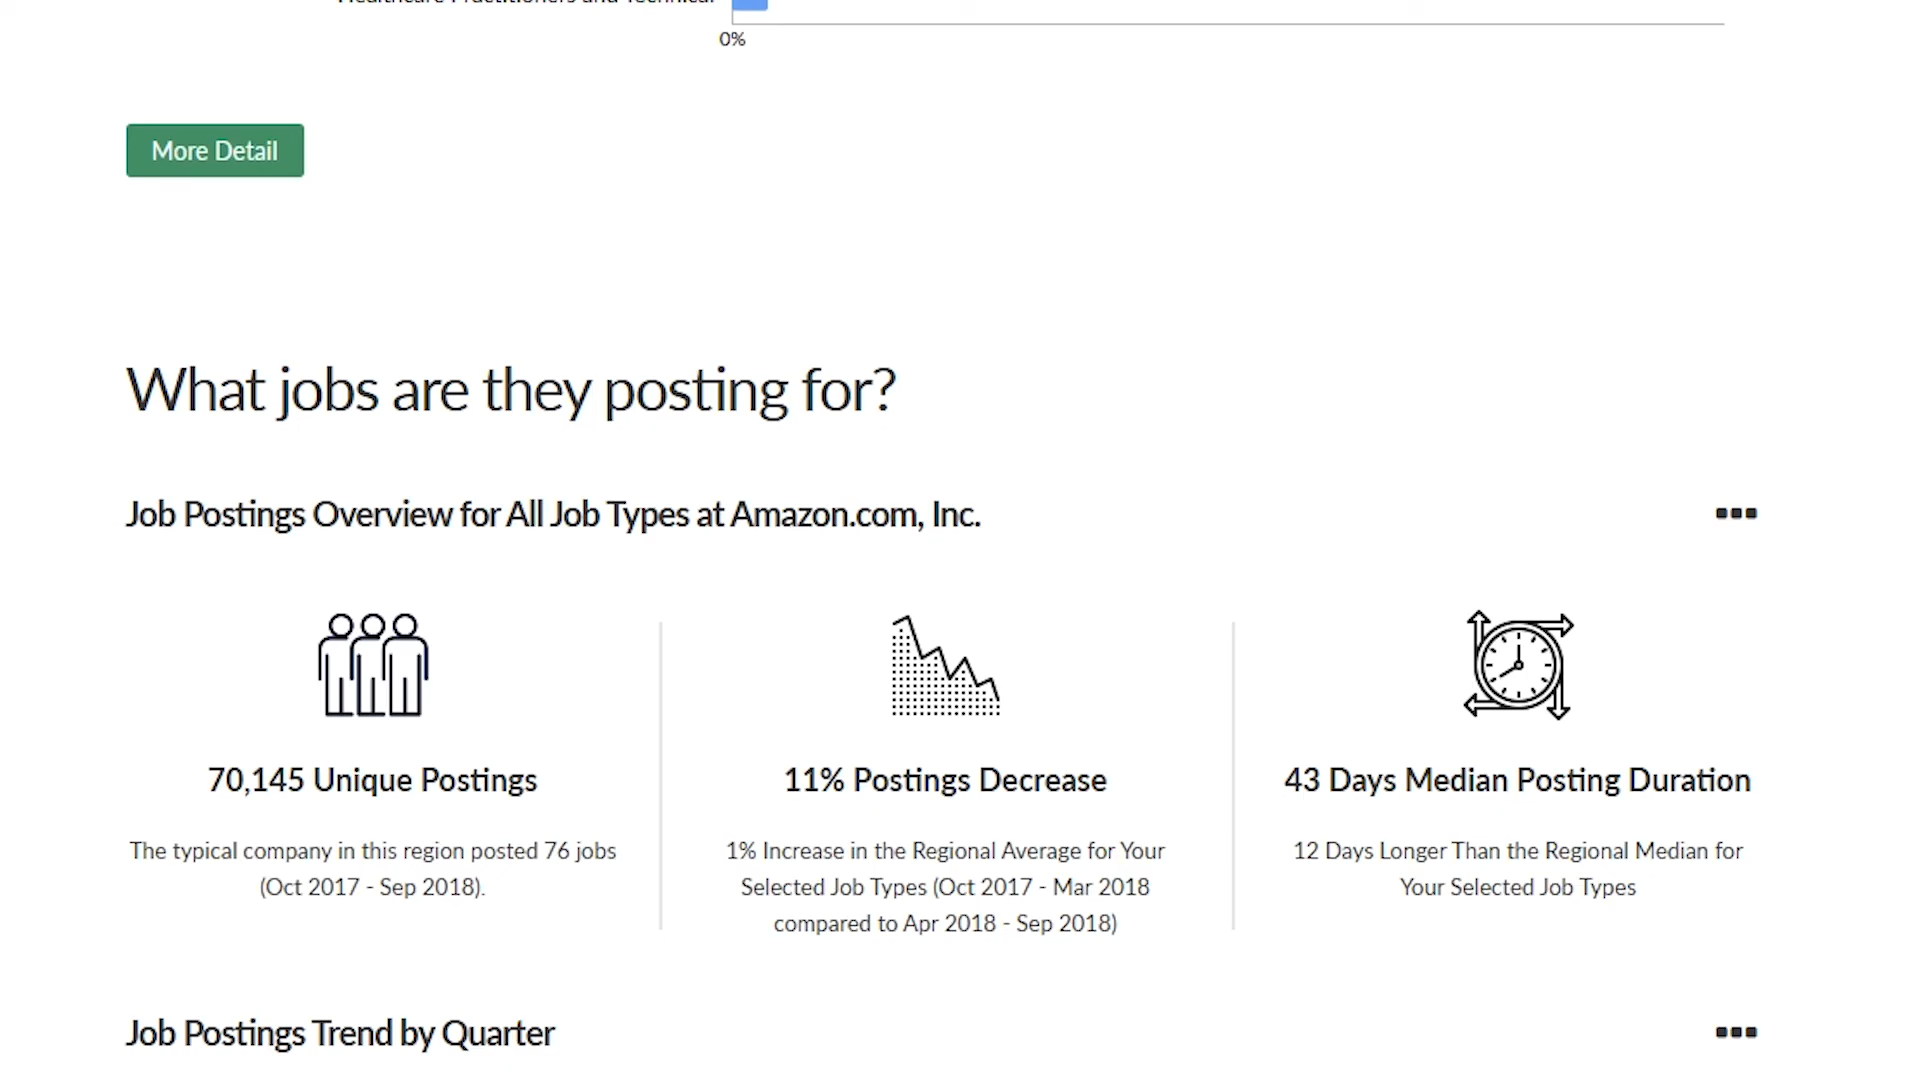 Healthcare Practitioners and Technical
0%
More Detail
What jobs are they posting for?
Job Postings Overview for All Job Types at Amazon.com, Inc.
70,145 Unique Postings
The typical company in this region posted 76 jobs
(Oct 2017 - Sep 2018).
11% Postings Decrease
1% Increase in the Regional Average for Your
Selected Job Types (Oct 2017 - Mar 2018
compared to Apr 2018 - Sep 2018)
43 Days Median Posting Duration
12 Days Longer Than the Regional Median for
Your Selected Job Types
Job Postings Trend by Quarter